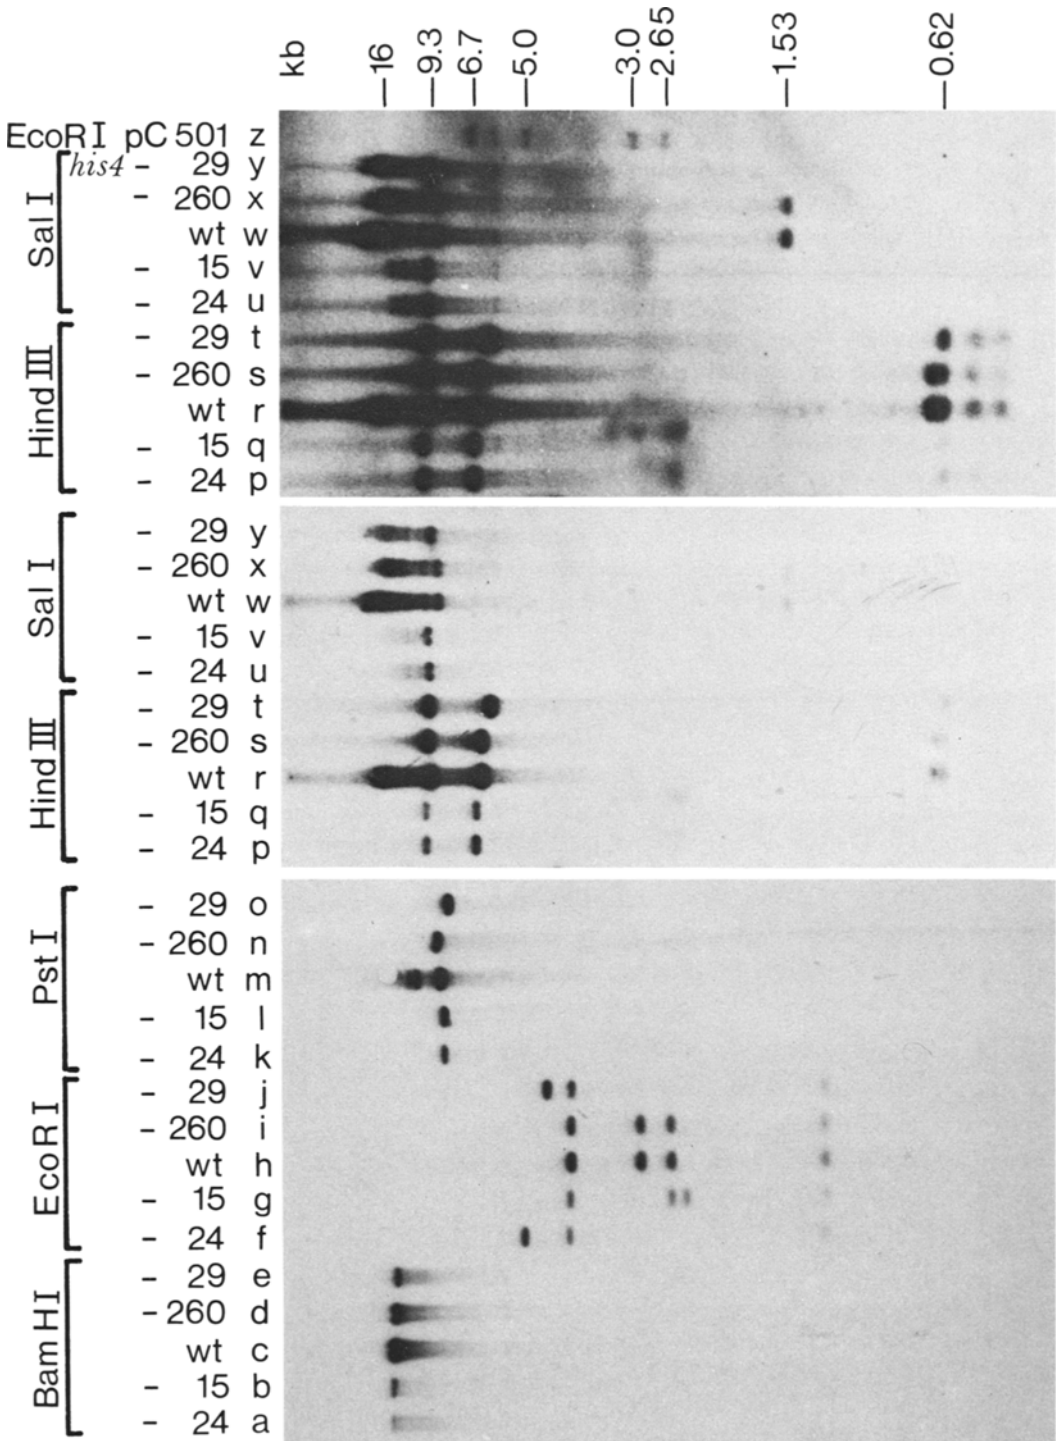 kb
16
9.3
6.7
5.0
3.0
2.65
1.53
0.62
EcoRI pC 501 z
Sal I
his4 - 29 y
- 260 x
wt w
- 15 v
- 24 u
Hind III
- 29 t
- 260 s
wt r
- 15 q
- 24 p
Sal I
- 29 y
- 260 x
wt w
- 15 v
- 24 u
Hind III
- 29 t
- 260 s
wt r
- 15 q
- 24 p
Pst I
- 29 o
- 260 n
wt m
- 15 l
- 24 k
EcoR I
- 29 j
- 260 i
wt h
- 15 g
- 24 f
Bam HI
- 29 e
- 260 d
wt c
- 15 b
- 24 a